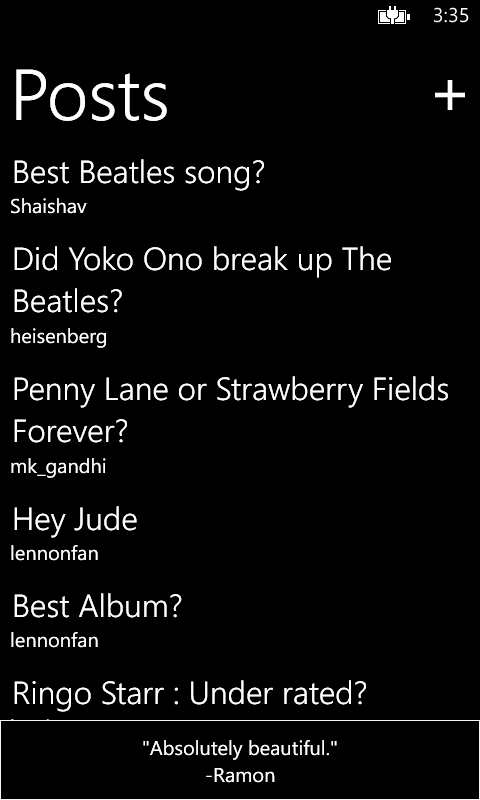 3:35
Posts +
Best Beatles song?
Shaishav
Did Yoko Ono break up The
Beatles?
heisenberg
Penny Lane or Strawberry Fields
Forever?
mk_gandhi
Hey Jude
lennonfan
Best Album?
lennonfan
Ringo Starr : Under rated?
"Absolutely beautiful."
-Ramon